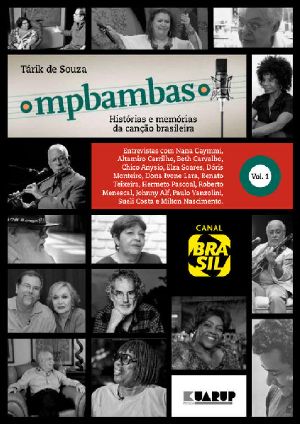 Tárik de Souza
mpbambas
Histórias e memórias
da canção brasileira
Entrevistas com Nana Caymmi,
Altamiro Carrilho, Beth Carvalho,
Chico Anysio, Elza Soares, Dóris
Monteiro, Dona Ivone Lara, Renato
Teixeira, Hermeto Pascoal, Roberto
Menescal, Johnny Alf, Paulo Vanzolini,
Sueli Costa e Milton Nascimento.
Vol. 1
CANAL
BRASIL
KUARUP